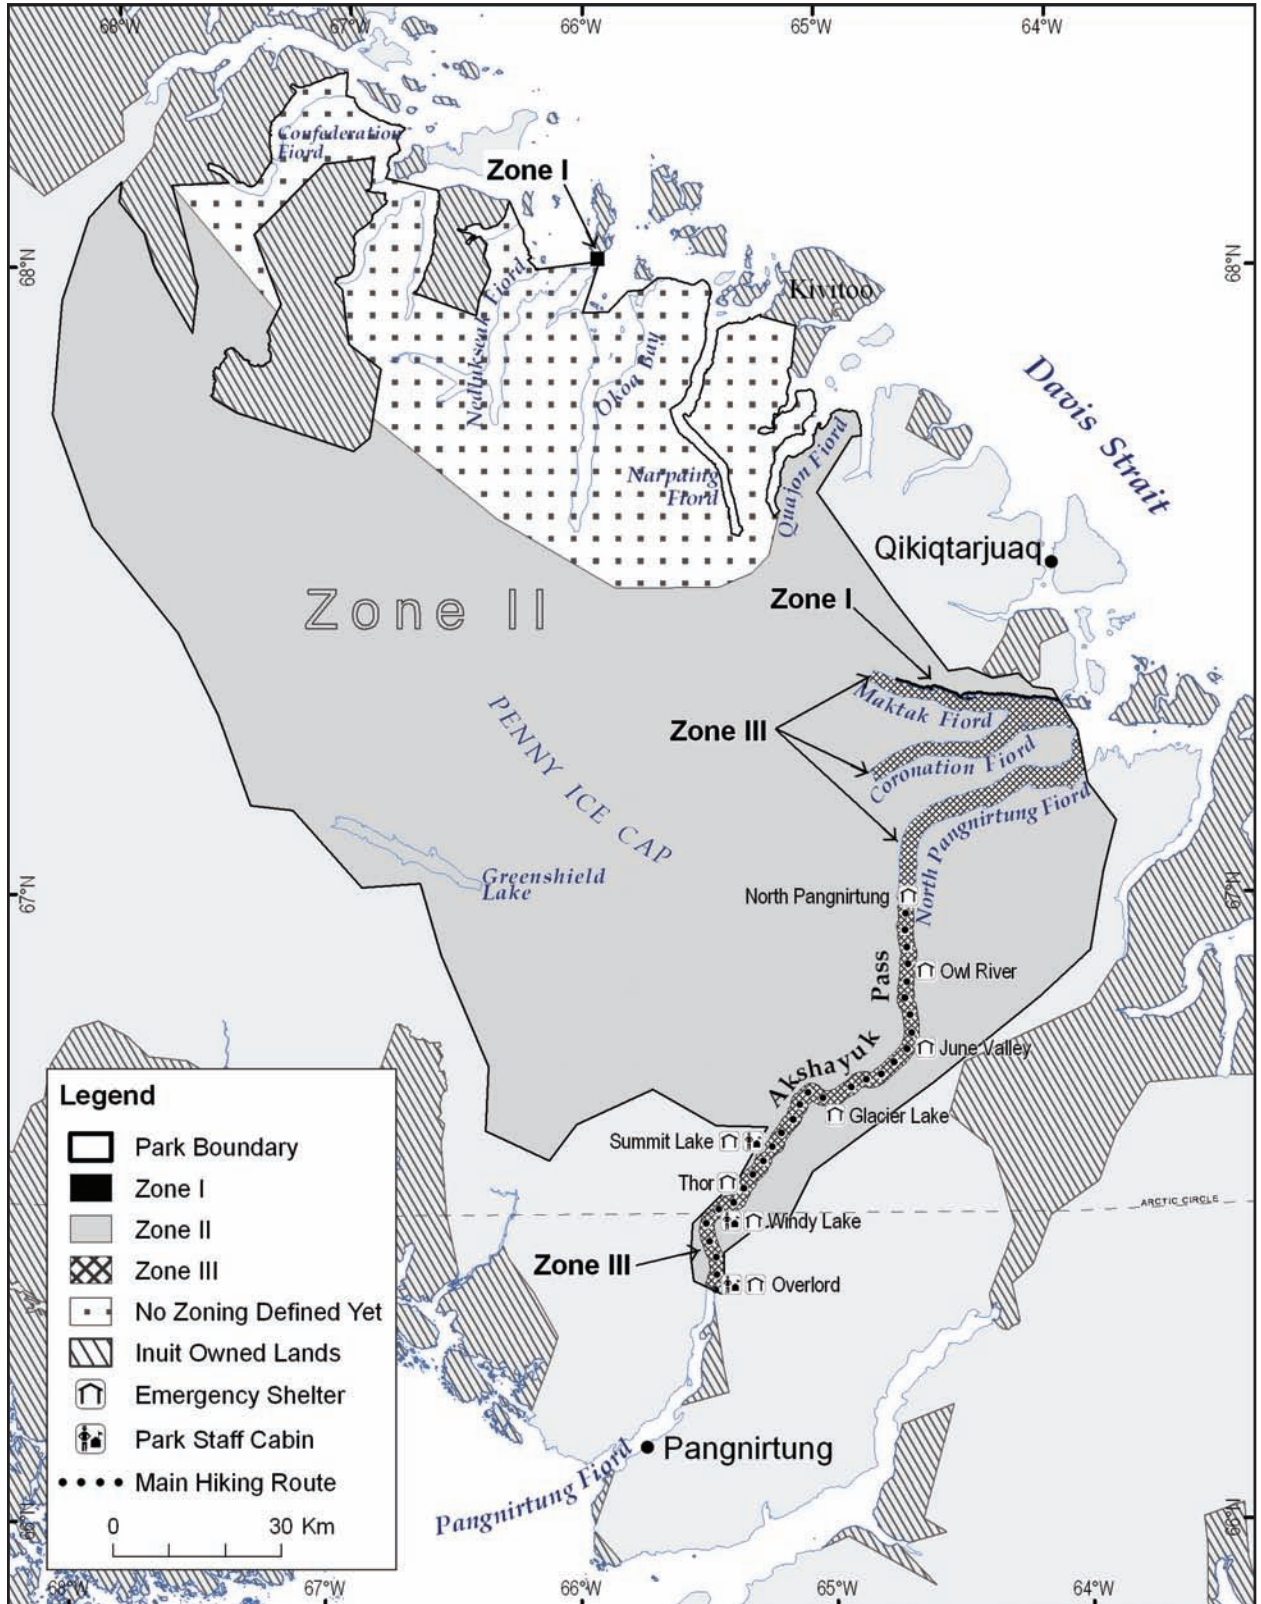 68°W
67°W
66°W
65°W
64°W
Confederation
Fiord
Zone I
68°N
68°N
Kivitoo
Nedlukseak Fiord
Okoa Bay
Davis Strait
Narpaing
Fiord
Quajon Fiord
Qikiqtarjuaq
Zone I
Zone II
Maktak Fiord
PENNY ICE CAP
Zone III
Coronation Fiord
North Pangnirtung Fiord
Greenshield
Lake
67°N
67°N
North Pangnirtung
Owl River
Akshayuk Pass
June Valley
Glacier Lake
Summit Lake
Thor
ARCTIC CIRCLE
Windy Lake
Zone III
Overlord
Legend
Park Boundary
Zone I
Zone II
Zone III
No Zoning Defined Yet
Inuit Owned Lands
Emergency Shelter
Park Staff Cabin
Main Hiking Route
0 30 Km
Pangnirtung
Pangnirtung Fiord
66°N
66°N
68°W
67°W
66°W
65°W
64°W